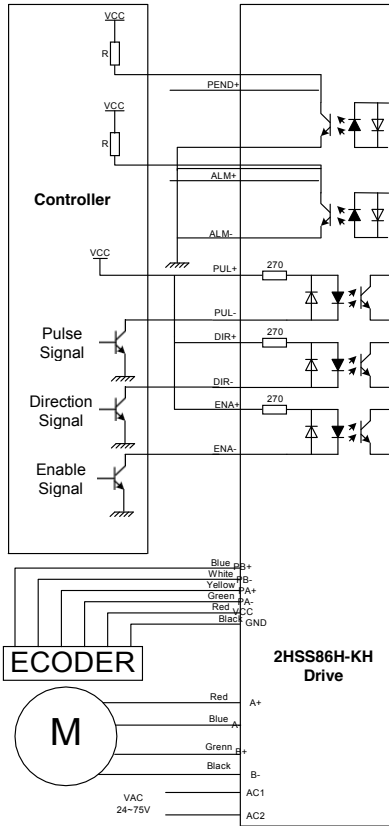 VCC
R
PEND+
VCC
R
Controller
ALM+
ALM-
VCC
PUL+
270
PUL-
Pulse
Signal
DIR+
270
DIR-
Direction
Signal
ENA+
270
ENA-
Enable
Signal
Blue PB+
White PB-
Yellow PA+
Green PA-
Red VCC
Black GND
ECODER
2HSS86H-KH
Drive
M
Red A+
Blue A-
Grenn B+
Black B-
VAC
24~75V
AC1
AC2